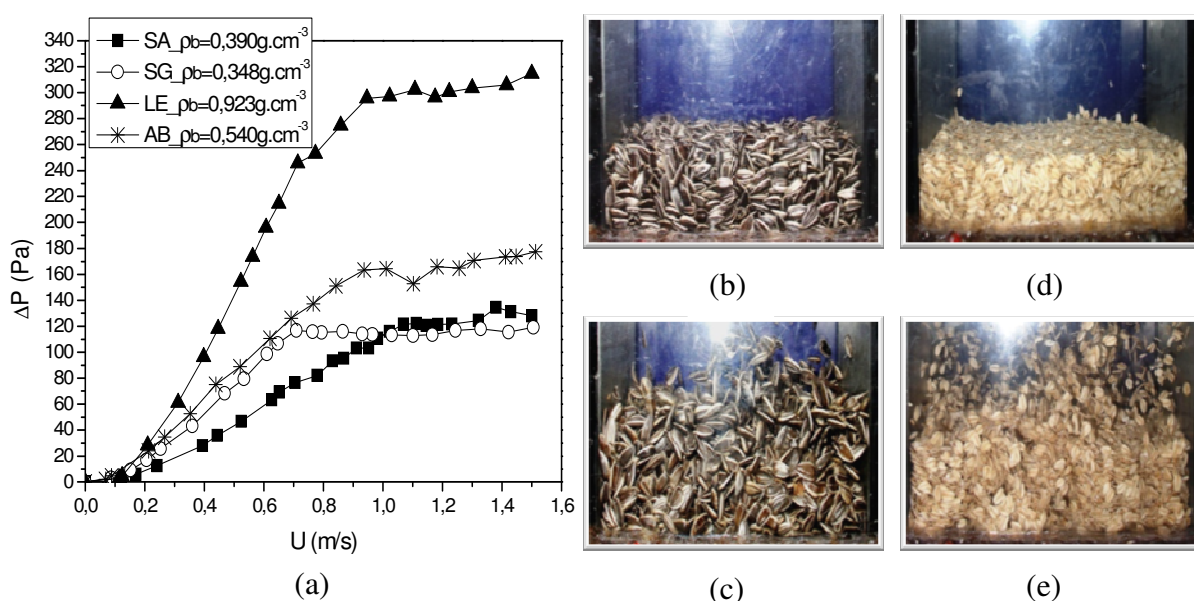 340
320
300
280
260
240
220
200
180
160
140
120
100
80
60
40
20
0
ΔP (Pa)
SA_ρb=0,390g.cm⁻³
SG_ρb=0,348g.cm⁻³
LE_ρb=0,923g.cm⁻³
AB_ρb=0,540g.cm⁻³
0,0 0,2 0,4 0,6 0,8 1,0 1,2 1,4 1,6
U (m/s)
(a)
(b)
(d)
(c)
(e)